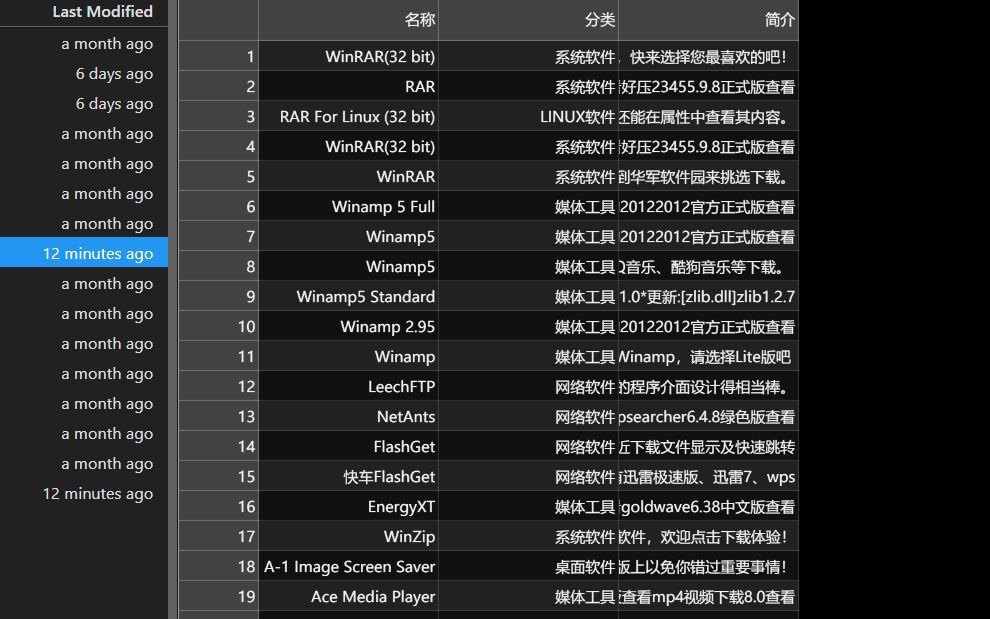 Last Modified
a month ago
6 days ago
6 days ago
a month ago
a month ago
a month ago
a month ago
12 minutes ago
a month ago
a month ago
a month ago
a month ago
a month ago
a month ago
a month ago
12 minutes ago
名称 分类 简介
1 WinRAR(32 bit) 系统软件 ，快来选择您最喜欢的吧！
2 RAR 系统软件 好压23455.9.8正式版查看
3 RAR For Linux (32 bit) LINUX软件 还能在属性中查看其内容。
4 WinRAR(32 bit) 系统软件 好压23455.9.8正式版查看
5 WinRAR 系统软件 到华军软件园来挑选下载。
6 Winamp 5 Full 媒体工具 20122012官方正式版查看
7 Winamp5 媒体工具 20122012官方正式版查看
8 Winamp5 媒体工具 Q音乐、酷狗音乐等下载。
9 Winamp5 Standard 媒体工具 1.0*更新:[zlib.dll]zlib1.2.7
10 Winamp 2.95 媒体工具 20122012官方正式版查看
11 Winamp 媒体工具 Winamp，请选择Lite版吧
12 LeechFTP 网络软件 的程序介面设计得相当棒。
13 NetAnts 网络软件 psearcher6.4.8绿色版查看
14 FlashGet 网络软件 近下载文件显示及快速跳转
15 快车FlashGet 网络软件 迅雷极速版、迅雷7、wps
16 EnergyXT 媒体工具 goldwave6.38中文版查看
17 WinZip 系统软件 软件，欢迎点击下载体验！
18 A-1 Image Screen Saver 桌面软件 板上以免你错过重要事情！
19 Ace Media Player 媒体工具 查看mp4视频下载8.0查看